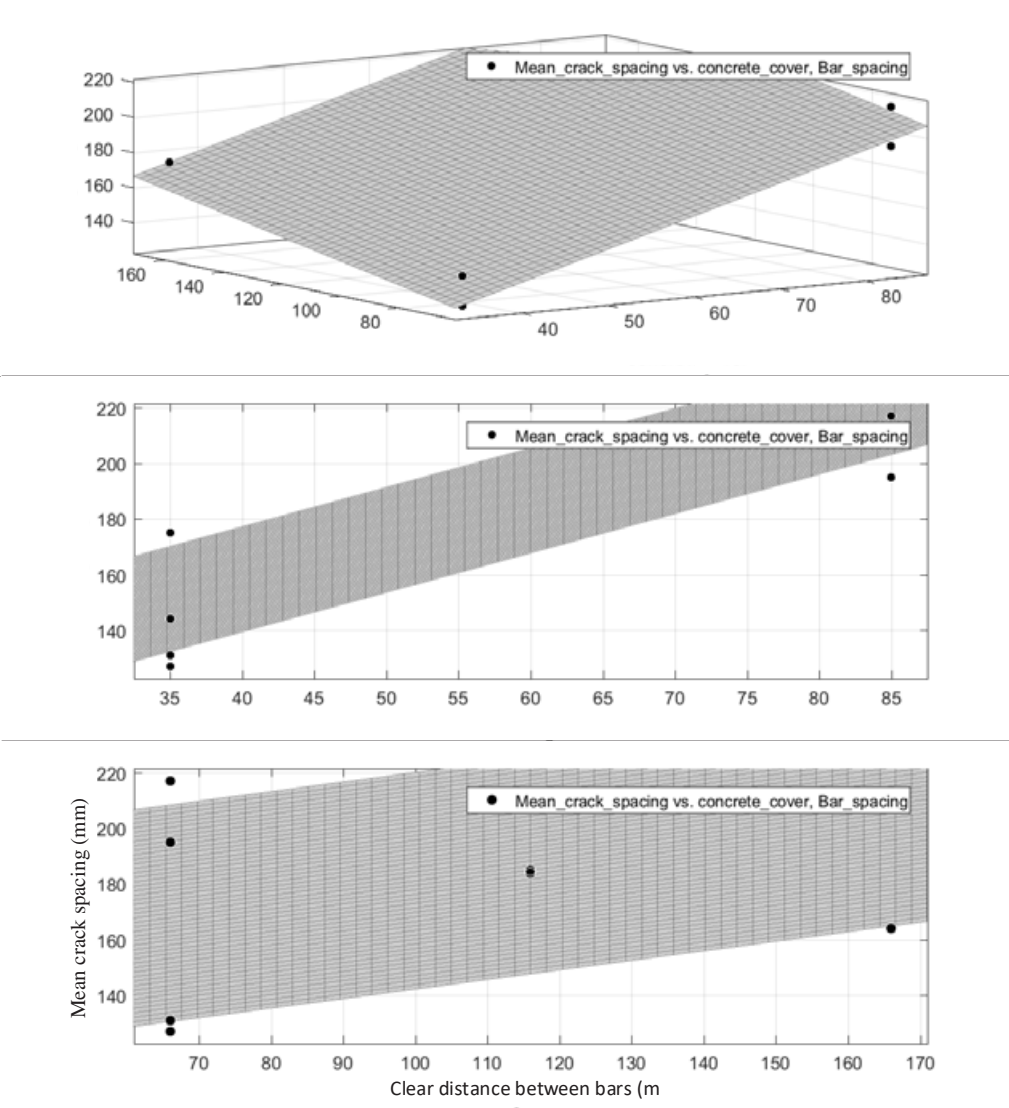 Mean_crack_spacing vs. concrete_cover, Bar_spacing
220
200
180
160
140
160 140 120 100 80
40 50 60 70 80
220
Mean_crack_spacing vs. concrete_cover, Bar_spacing
200
180
160
140
35 40 45 50 55 60 65 70 75 80 85
220
Mean_crack_spacing vs. concrete_cover, Bar_spacing
200
180
160
140
Mean crack spacing (mm)
70 80 90 100 110 120 130 140 150 160 170
Clear distance between bars (m